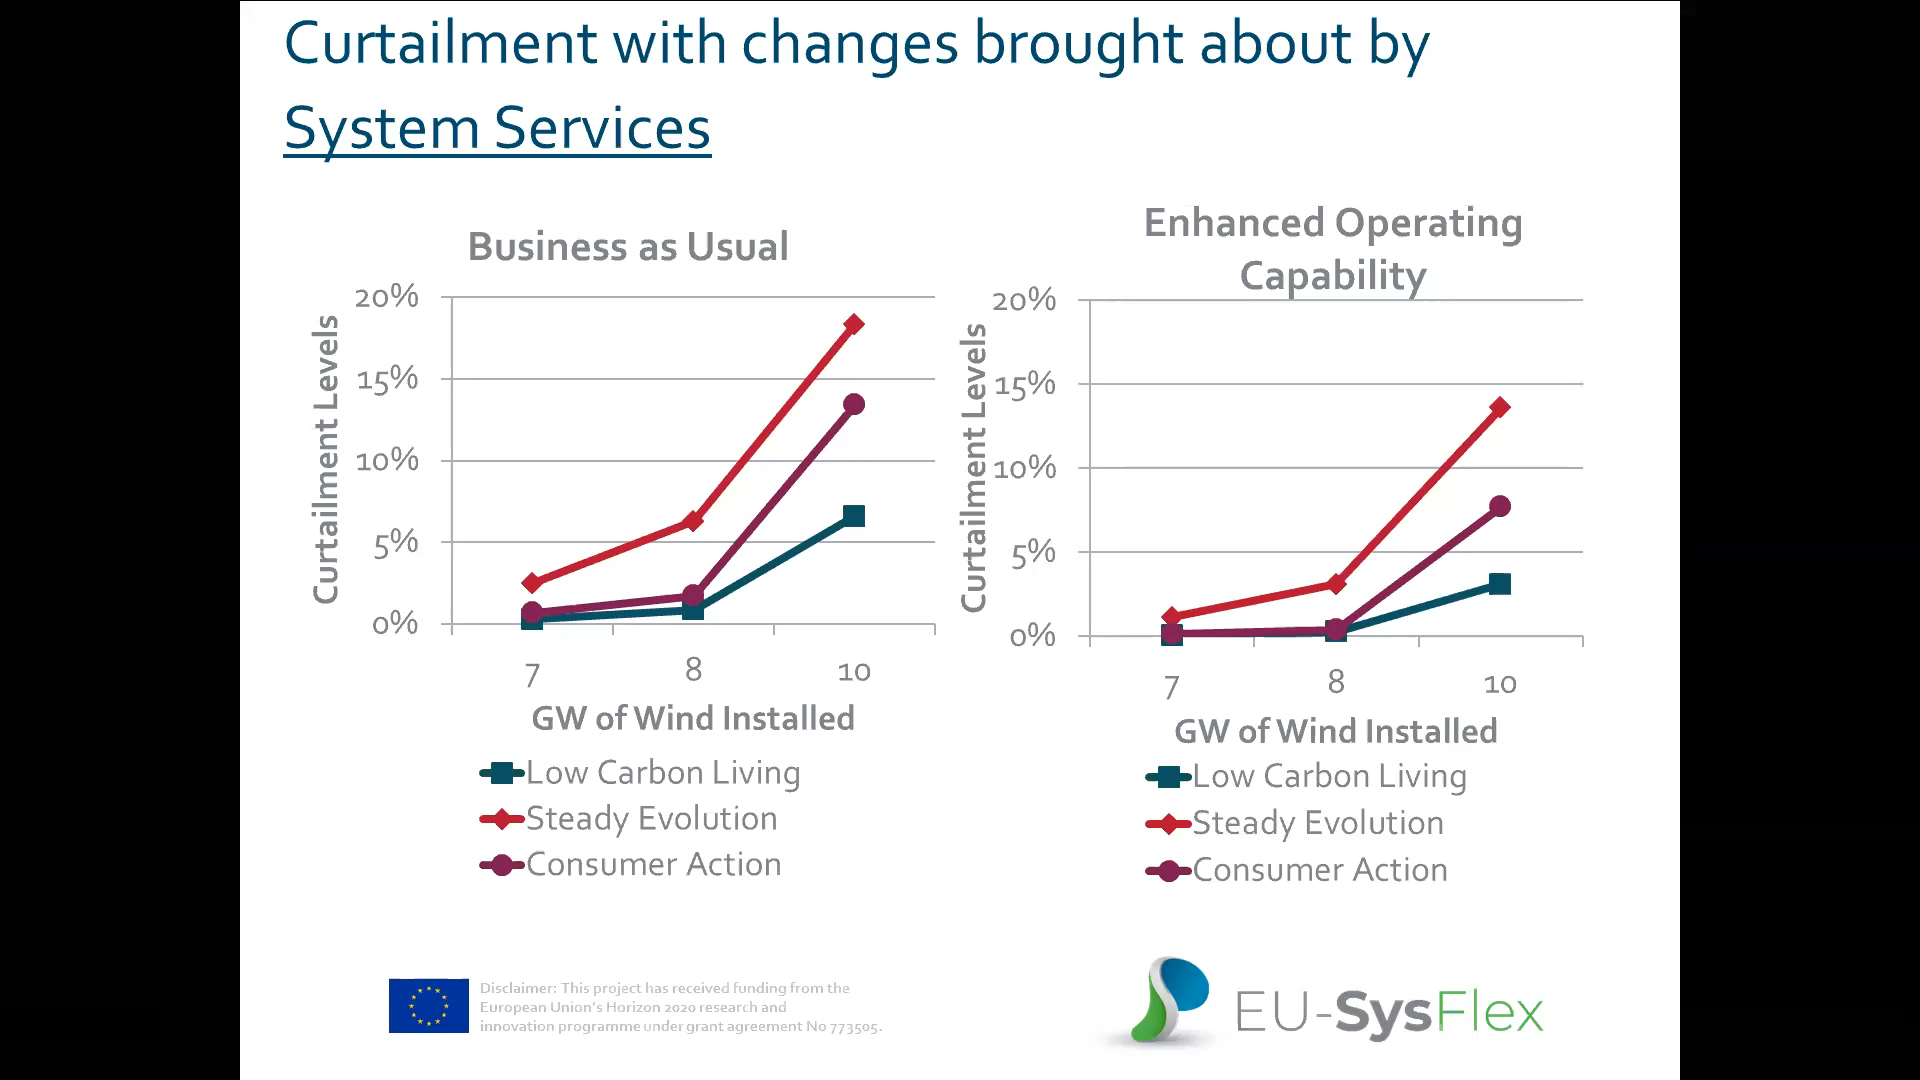 Curtailment with changes brought about by
System Services
Business as Usual
Curtailment Levels
20%
15%
10%
5%
0%
7 8 10
GW of Wind Installed
Low Carbon Living
Steady Evolution
Consumer Action
Enhanced Operating
Capability
Curtailment Levels
20%
15%
10%
5%
0%
7 8 10
GW of Wind Installed
Low Carbon Living
Steady Evolution
Consumer Action
Disclaimer: This project has received funding from the
European Union's Horizon 2020 research and
innovation programme under grant agreement No 773505.
EU-SysFlex